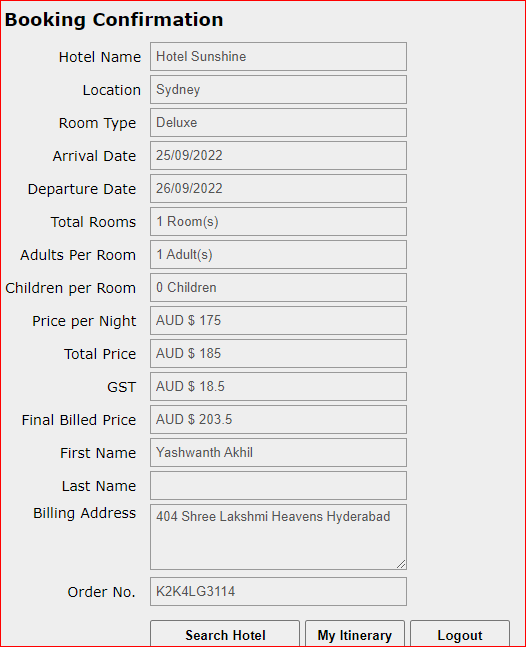 Booking Confirmation
Hotel Name Hotel Sunshine
Location Sydney
Room Type Deluxe
Arrival Date 25/09/2022
Departure Date 26/09/2022
Total Rooms 1 Room(s)
Adults Per Room 1 Adult(s)
Children per Room 0 Children
Price per Night AUD $ 175
Total Price AUD $ 185
GST AUD $ 18.5
Final Billed Price AUD $ 203.5
First Name Yashwanth Akhil
Last Name
Billing Address 404 Shree Lakshmi Heavens Hyderabad
Order No. K2K4LG3114
Search Hotel My Itinerary Logout